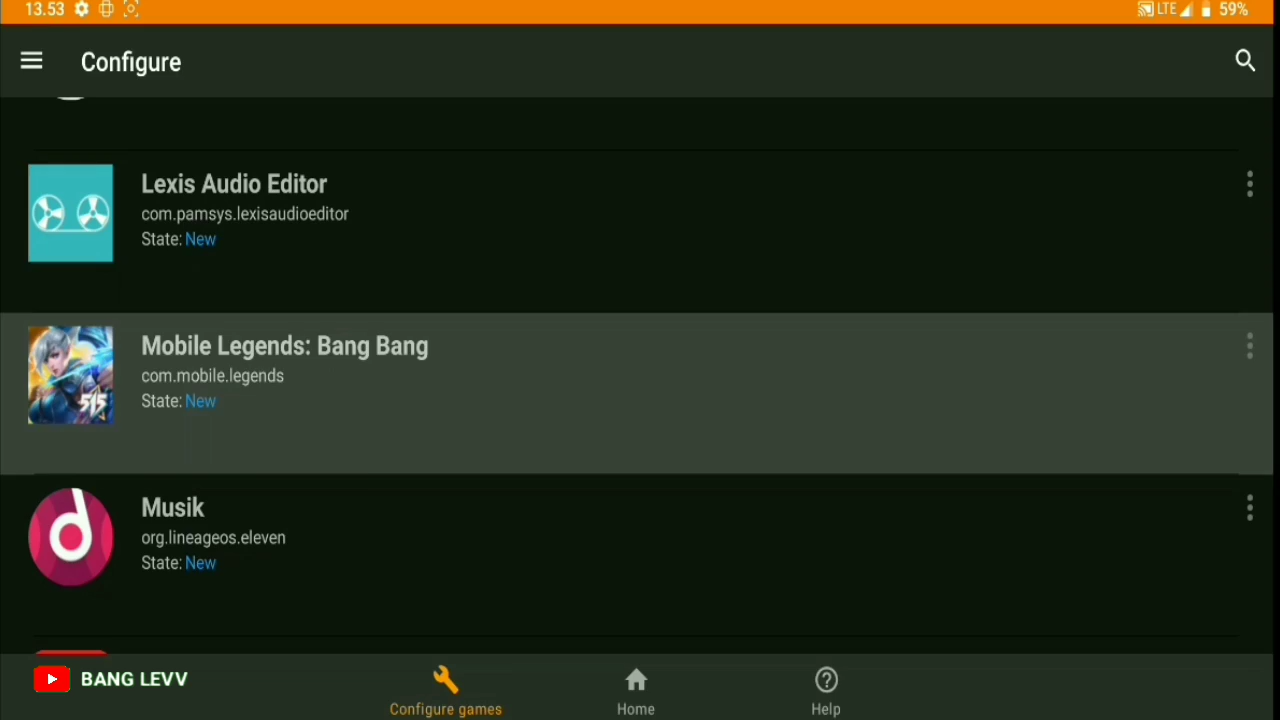 13.53 LTE 59%
Configure
Lexis Audio Editor
com.pamsys.lexisaudioeditor
State: New
Mobile Legends: Bang Bang
com.mobile.legends
State: New
515
Musik
org.lineageos.eleven
State: New
BANG LEVV
Configure games Home Help